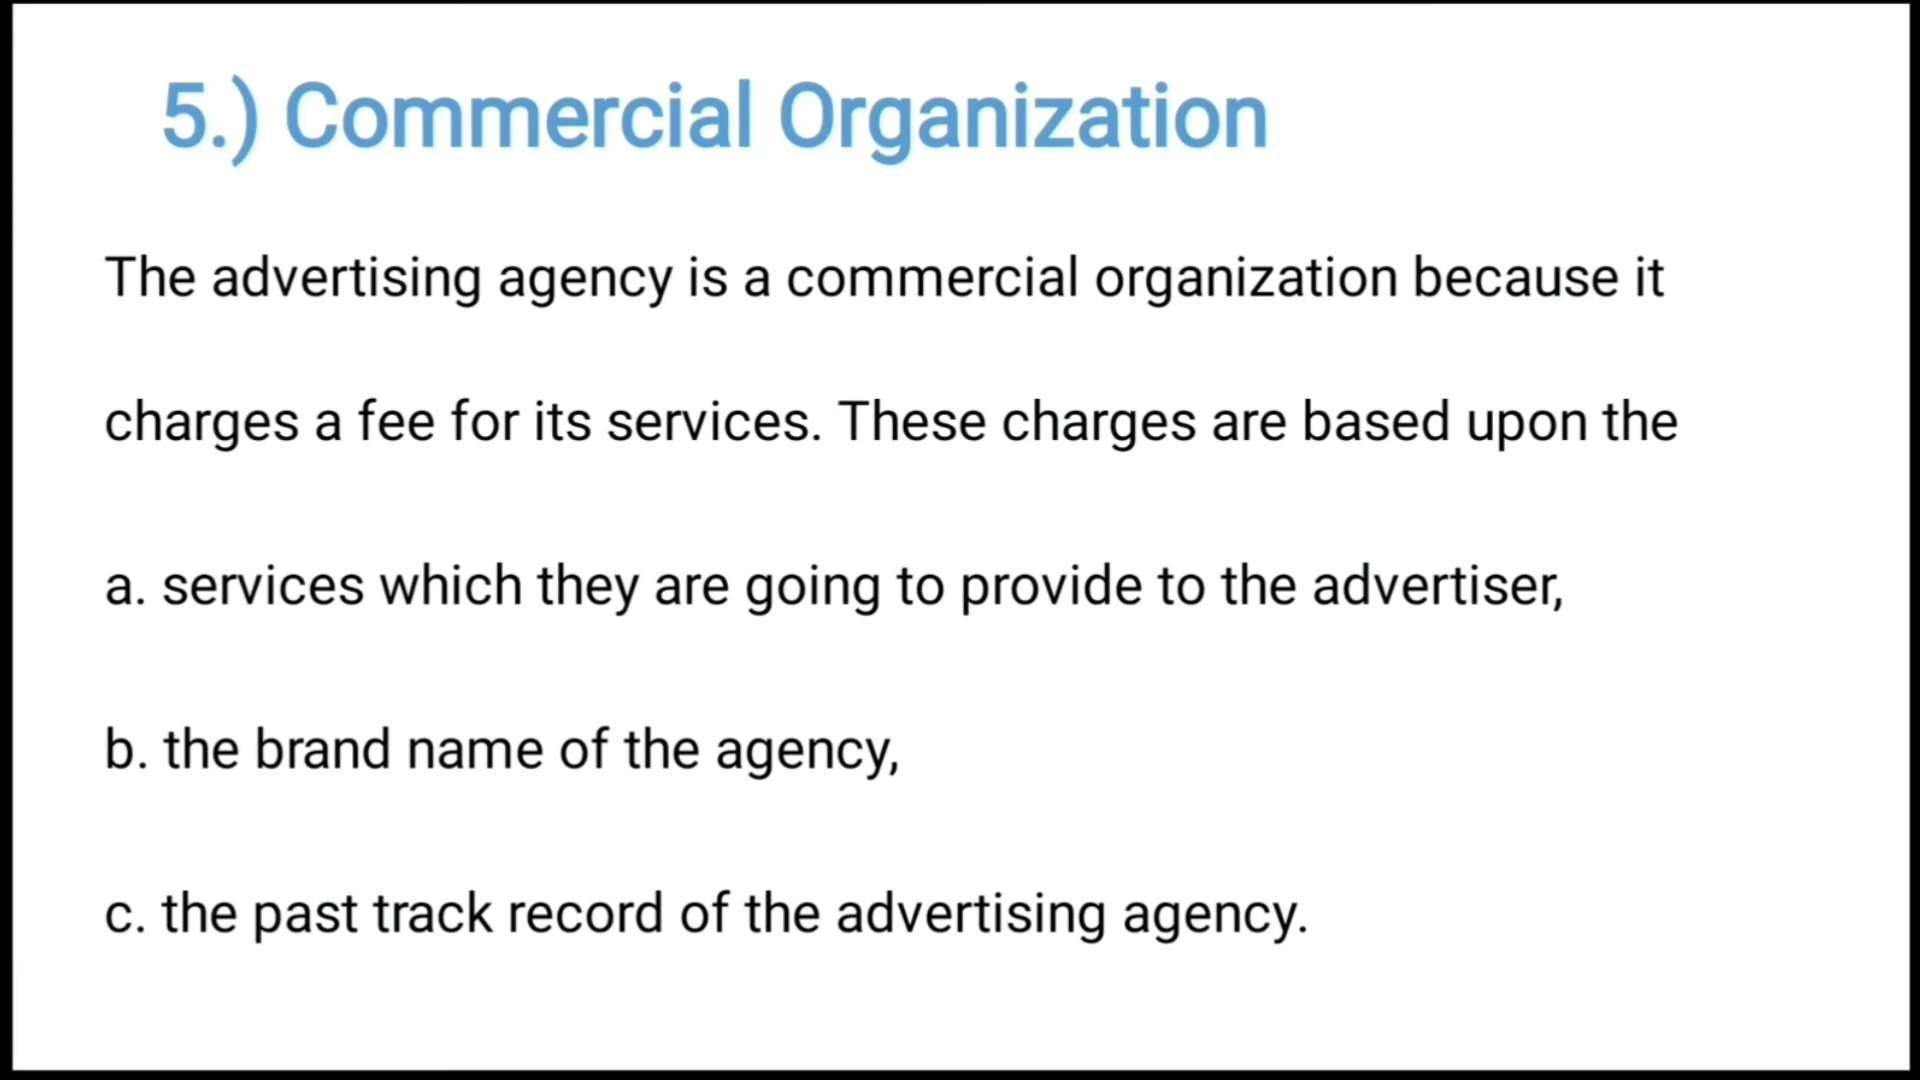 5.) Commercial Organization
The advertising agency is a commercial organization because it
charges a fee for its services. These charges are based upon the
a. services which they are going to provide to the advertiser,
b. the brand name of the agency,
c. the past track record of the advertising agency.